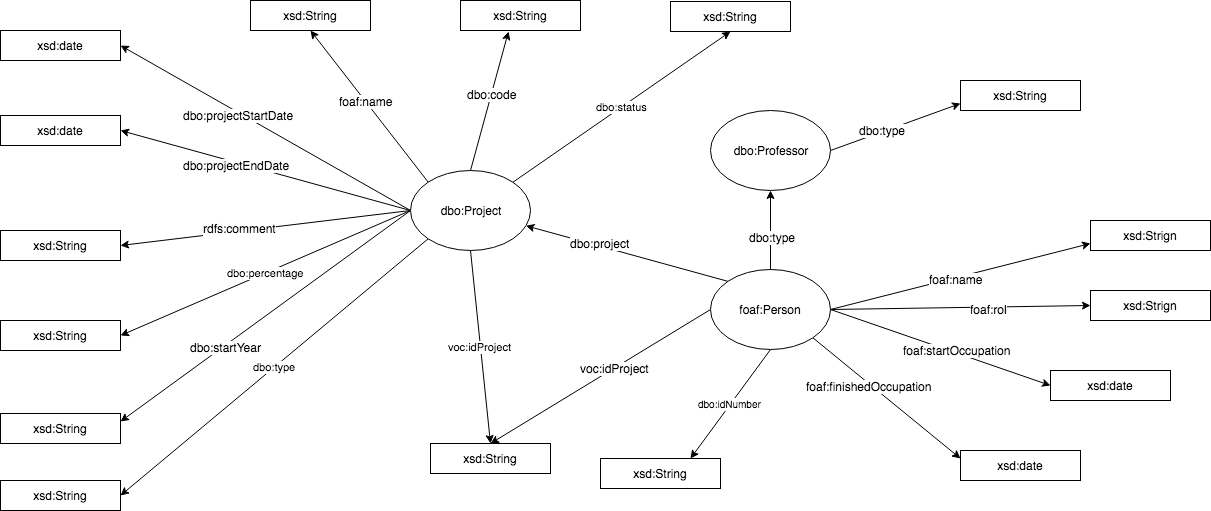 xsd:String
xsd:String
xsd:String
xsd:date
foaf:name
dbo:code
dbo:status
xsd:String
dbo:projectStartDate
xsd:date
dbo:type
dbo:Professor
dbo:projectEndDate
dbo:Project
rdfs:comment
xsd:String
dbo:project
dbo:type
xsd:Strign
dbo:percentage
foaf:name
xsd:Strign
foaf:Person
foaf:rol
xsd:String
dbo:startYear
voc:idProject
foaf:startOccupation
dbo:type
voc:idProject
xsd:date
foaf:finishedOccupation
dbo:idNumber
xsd:String
xsd:String
xsd:String
xsd:date
xsd:String